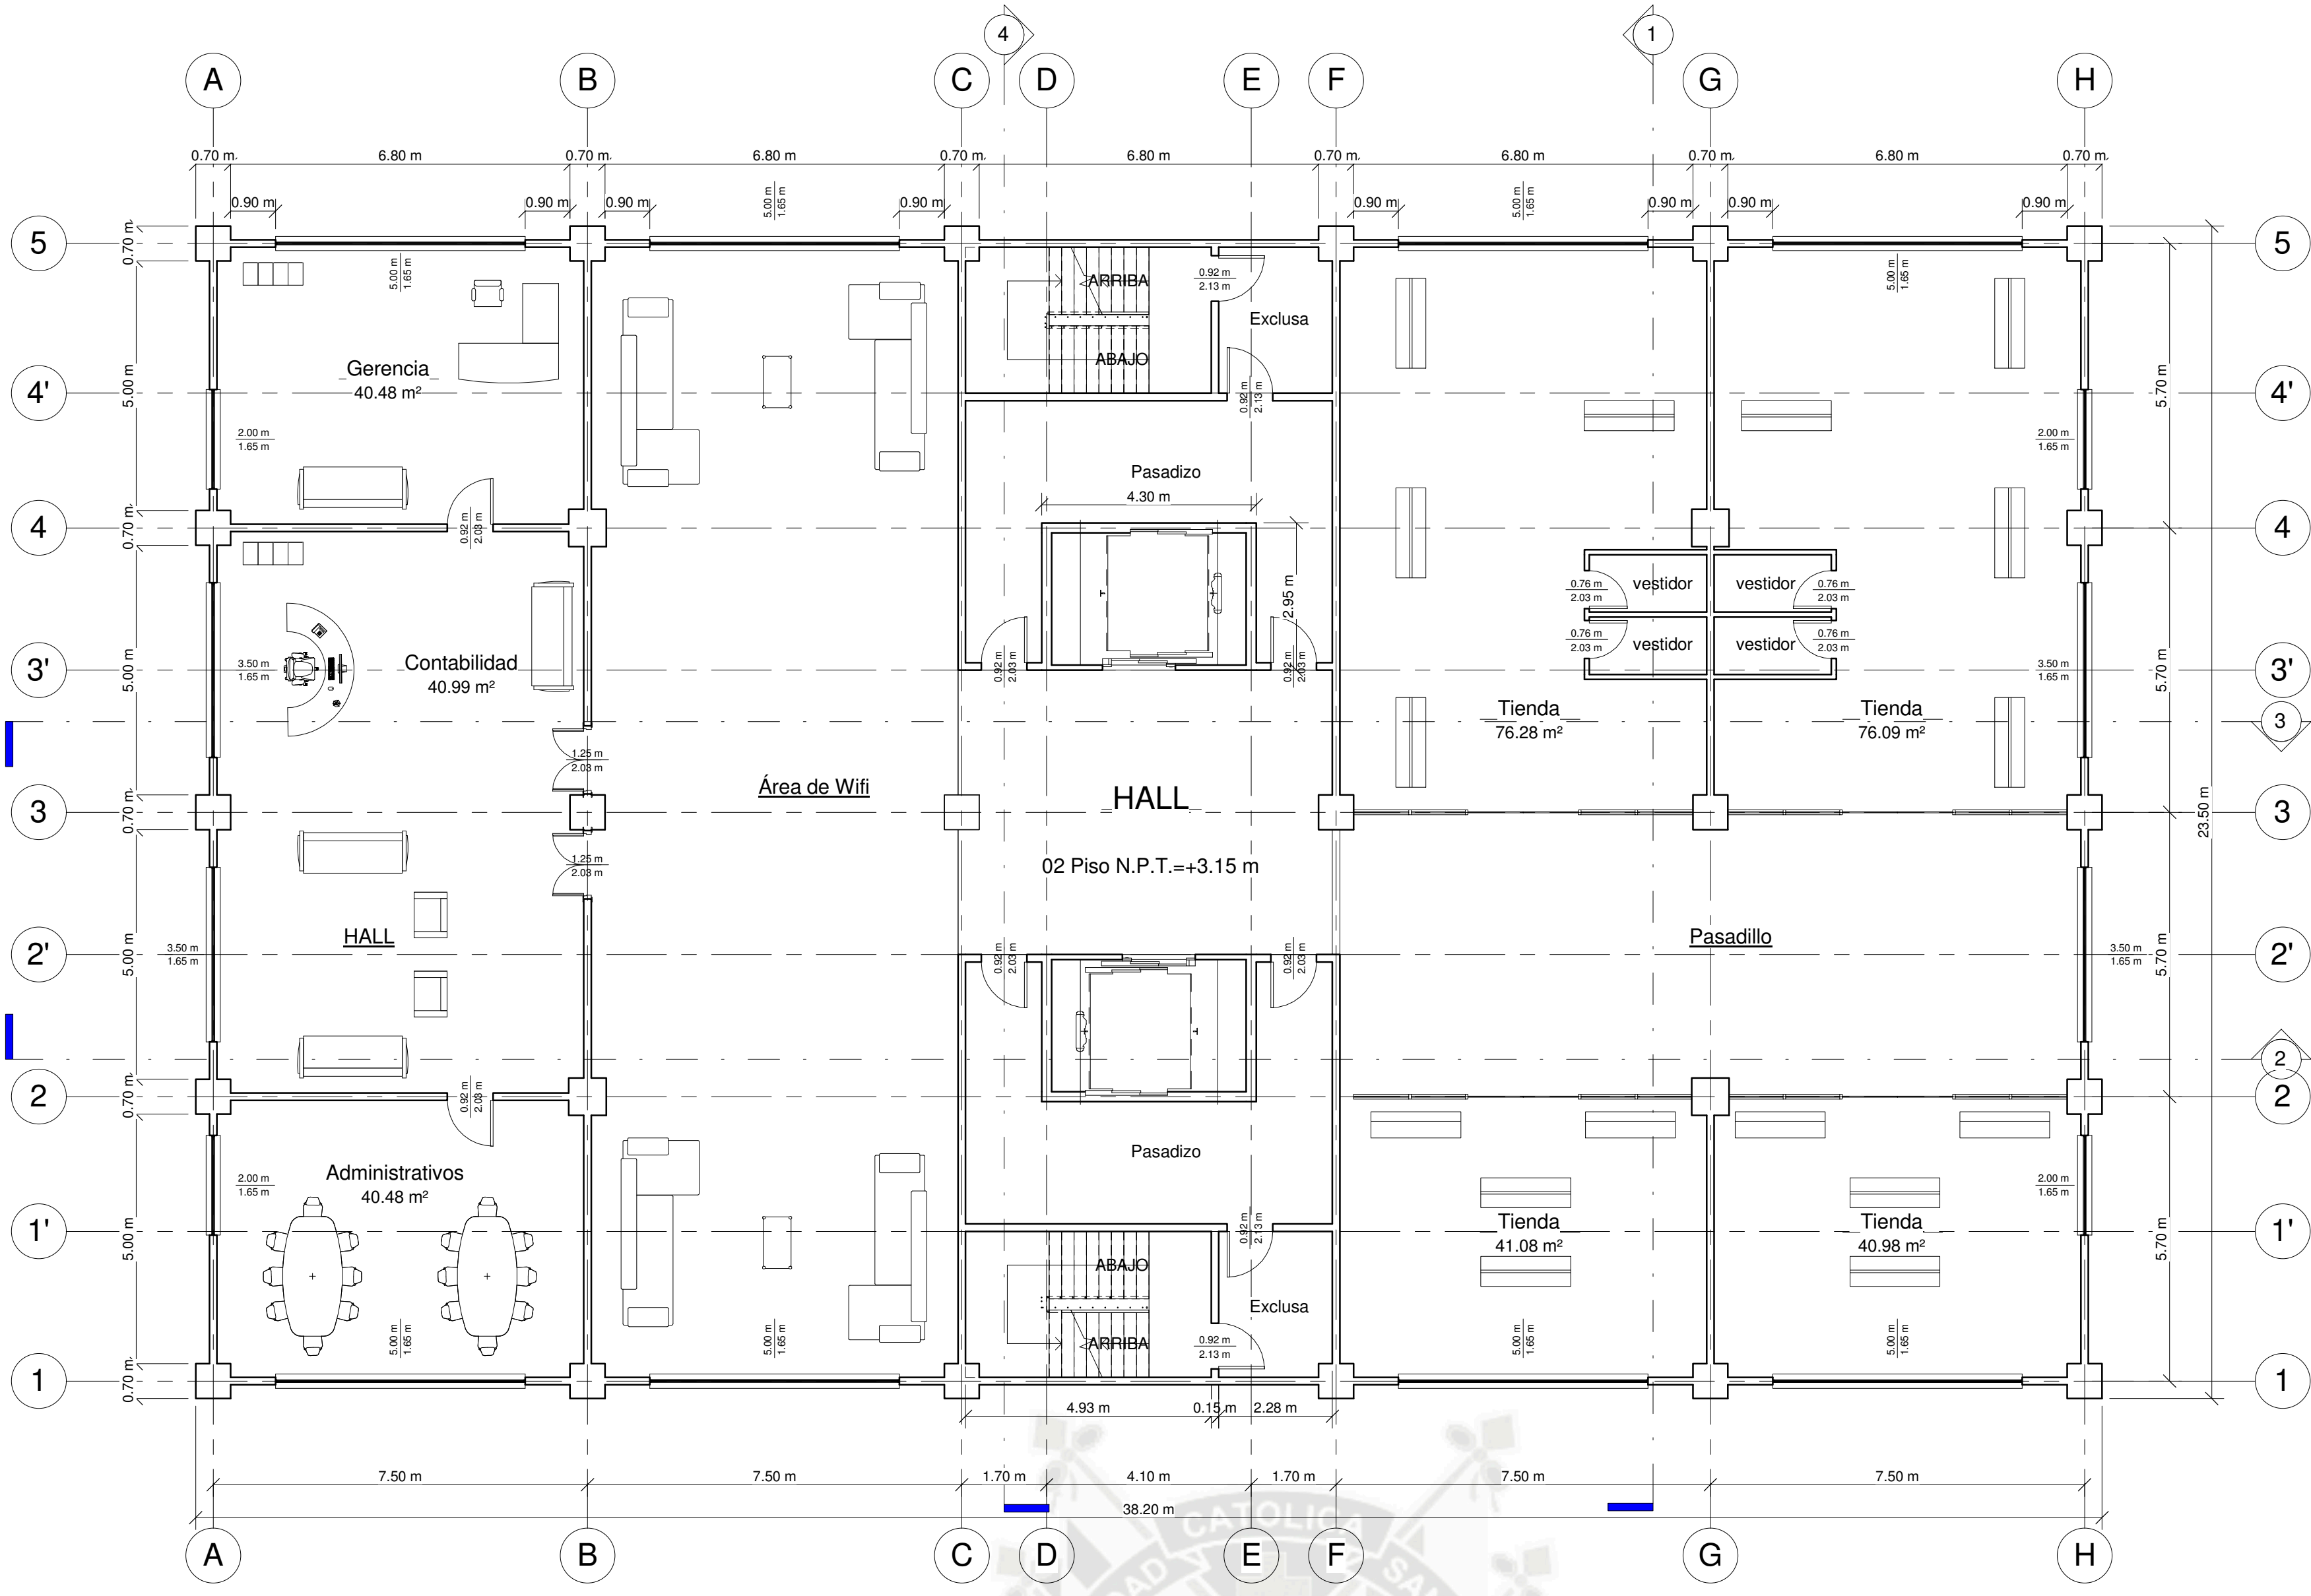 4
1
A
B
C
D
E
F
G
H
0.70 m.
6.80 m
0.70 m.
6.80 m
0.70 m.
6.80 m
0.70 m.
6.80 m
0.70 m.
6.80 m
0.70 m.
5.00 m
1.65 m
5.00 m
1.65 m
0.90 m
0.90 m
0.90 m
0.90 m
0.90 m
0.90 m
0.90 m
0.90 m
5
0.70 m.
5
5.00 m
1.65 m
ARRIBA
0.92 m
2.13 m
5.00 m
1.65 m
Exclusa
ABAJO
Gerencia
40.48 m²
4'
5.00 m
0.92 m
2.13 m
5.70 m
4'
2.00 m
1.65 m
2.00 m
1.65 m
Pasadizo
4.30 m
4
0.70 m.
0.92 m
2.03 m
4
2.95 m
0.76 m
2.03 m
vestidor
vestidor
0.76 m
2.03 m
0.76 m
2.03 m
vestidor
vestidor
0.76 m
2.03 m
3'
5.00 m
3.50 m
1.65 m
Contabilidad
40.99 m²
0.92 m
2.03 m
0.92 m
2.03 m
3.50 m
1.65 m
5.70 m
3'
Tienda
76.28 m²
Tienda
76.09 m²
3
1.25 m
2.03 m
Área de Wifi
HALL
3
0.70 m.
23.50 m
3
1.25 m
2.03 m
02 Piso N.P.T.=+3.15 m
HALL
Pasadillo
2'
5.00 m
3.50 m
1.65 m
0.92 m
2.03 m
0.92 m
2.03 m
3.50 m
1.65 m
5.70 m
2'
2
2
0.70 m.
0.92 m
2.03 m
2
Pasadizo
Administrativos
40.48 m²
2.00 m
1.65 m
2.00 m
1.65 m
1'
5.00 m
0.92 m
2.13 m
Tienda
41.08 m²
Tienda
40.98 m²
5.70 m
1'
ABAJO
Exclusa
5.00 m
1.65 m
5.00 m
1.65 m
ARRIBA
0.92 m
2.13 m
5.00 m
1.65 m
5.00 m
1.65 m
1
0.70 m.
1
4.93 m
0.15 m
2.28 m
7.50 m
7.50 m
1.70 m
4.10 m
1.70 m
7.50 m
7.50 m
38.20 m
CATOLICA
A
B
C
D
E
F
G
H